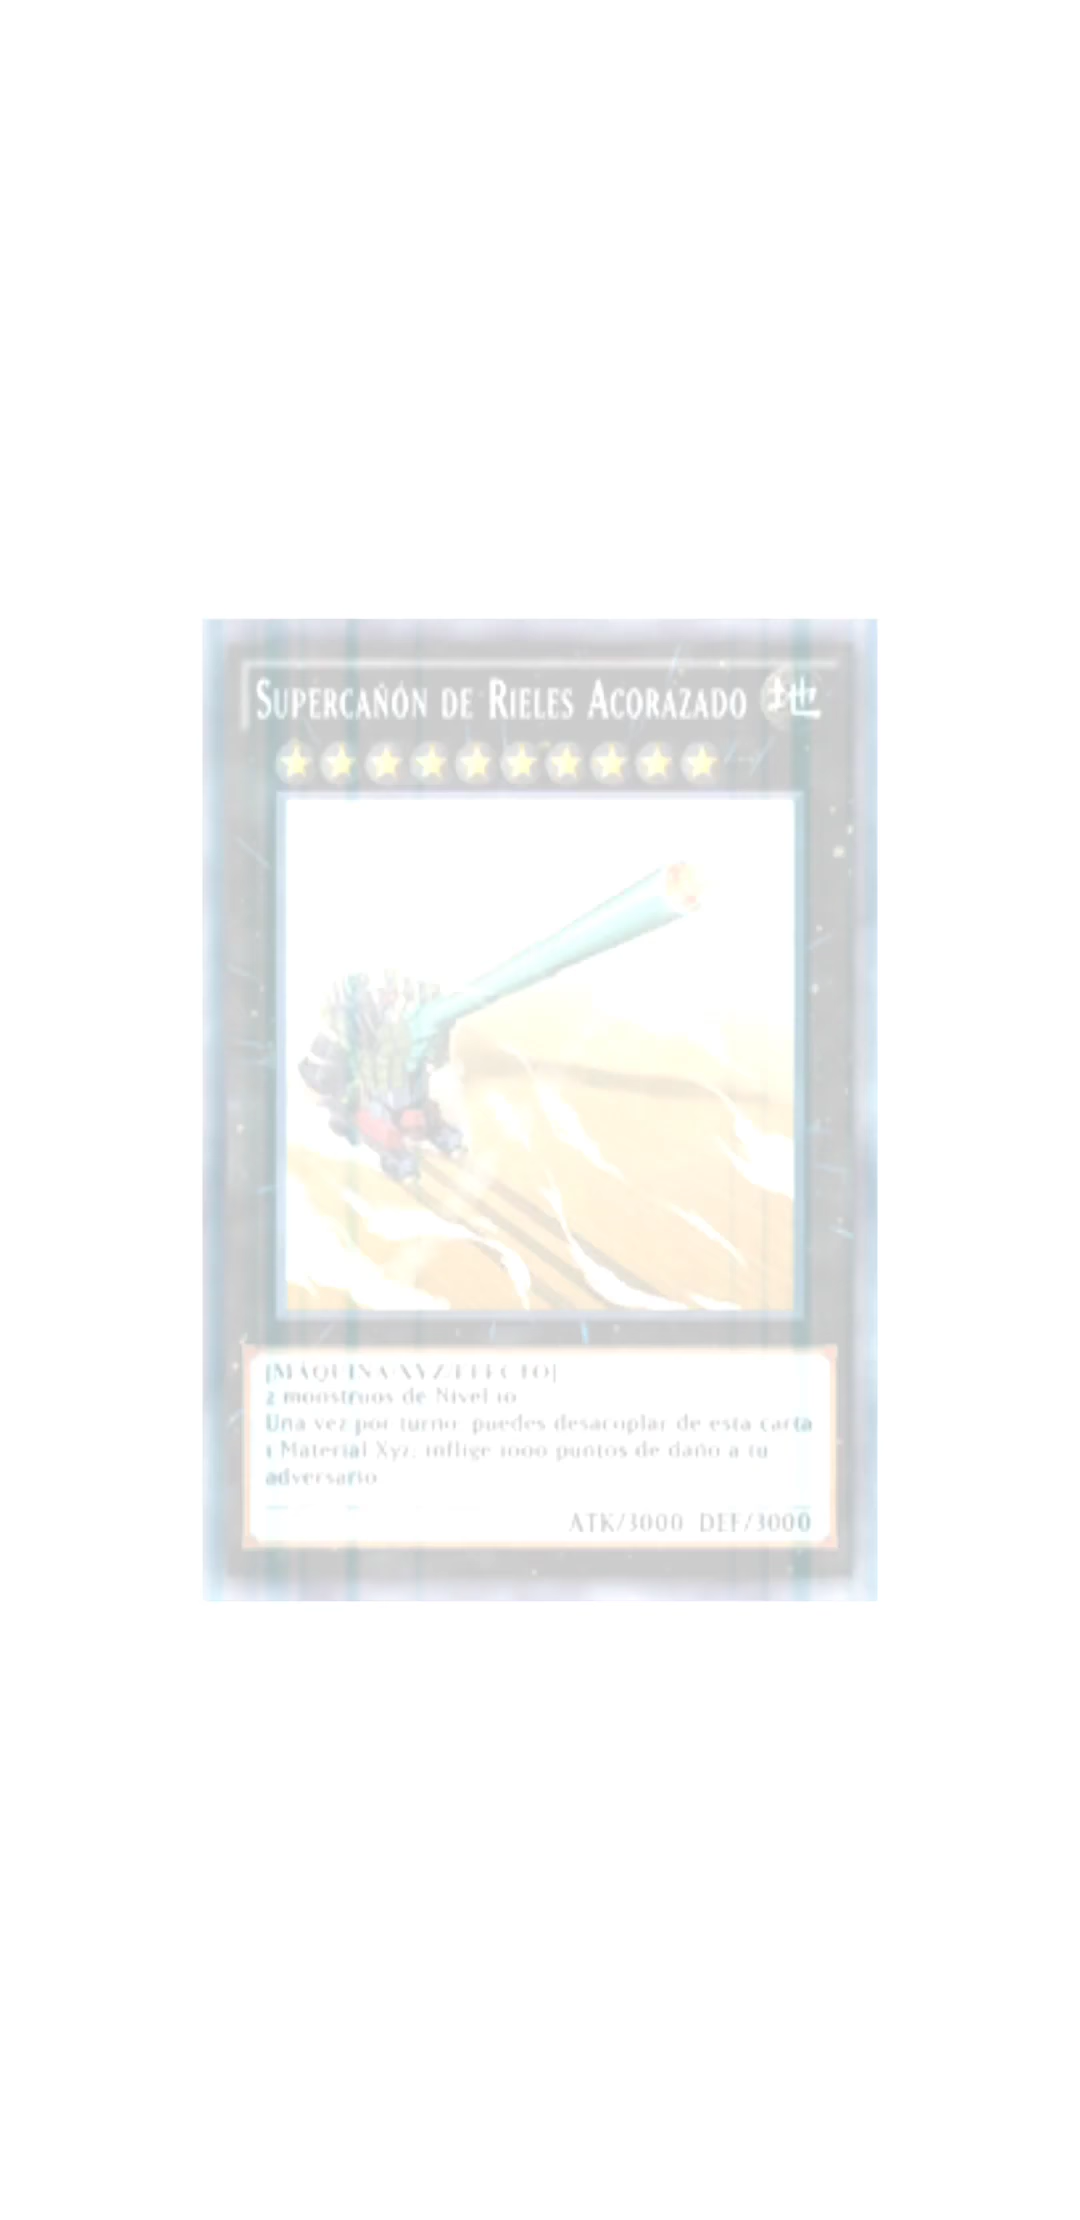 SUPERCAÑÓN DE RIELES ACORAZADO 地
[MÁQUINA/XYZ/EFECTO]
2 monstruos de Nivel 10
Una vez por turno: puedes desacoplar de esta carta
1 Material Xyz; inflige 1000 puntos de daño a tu
adversario.
ATK/3000 DEF/3000